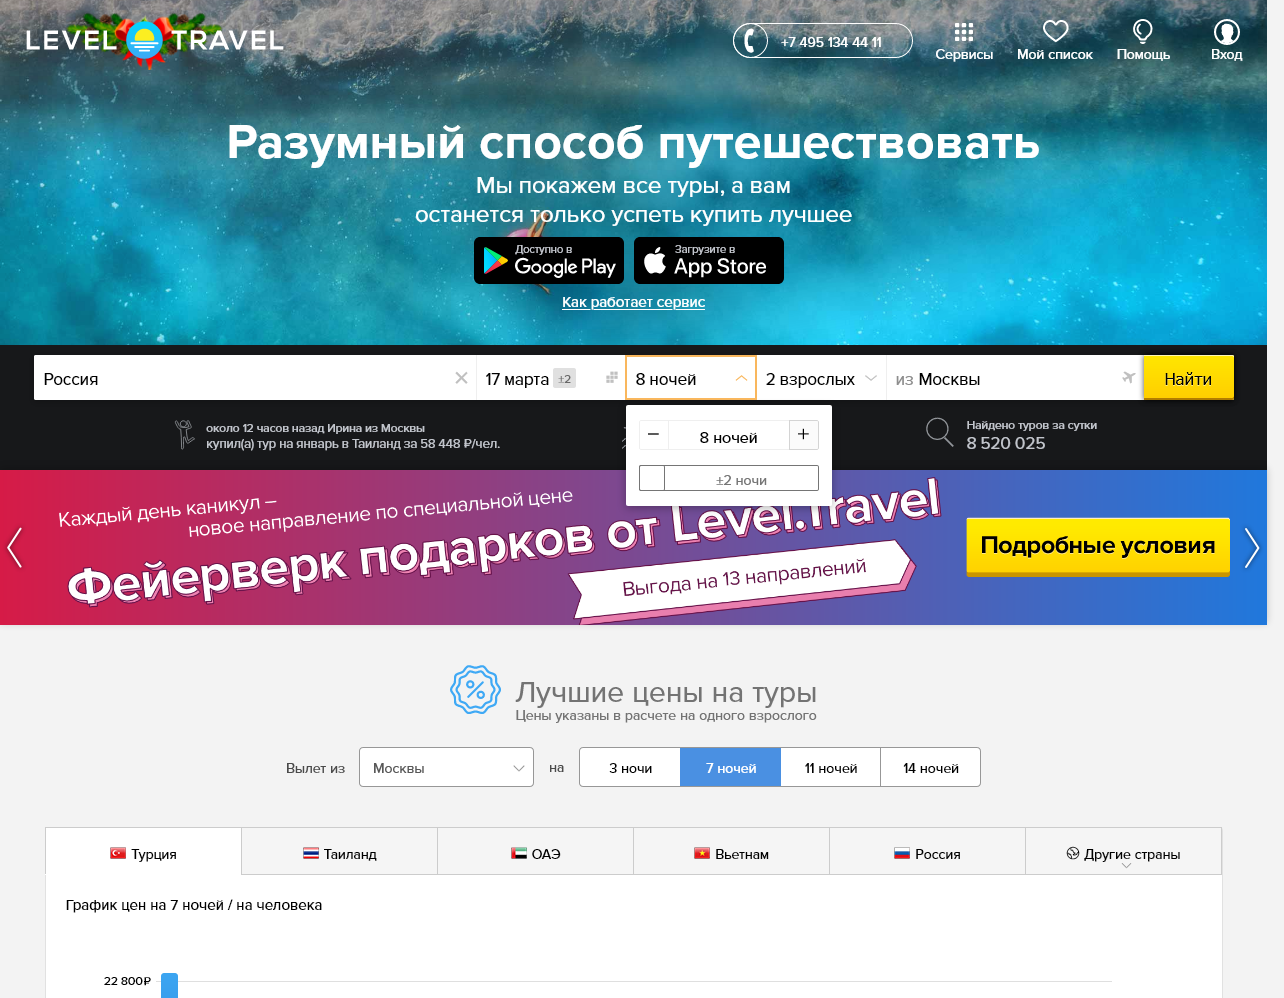 LEVEL TRAVEL
+7 495 134 44 11
Сервисы
Мой список
Помощь
Вход
Разумный способ путешествовать
Мы покажем все туры, а вам
останется только успеть купить лучшее
Доступно в
Google Play
Загрузите в
App Store
Как работает сервис
Россия
17 марта ±2
8 ночей
2 взрослых
из Москвы
Найти
около 12 часов назад Ирина из Москвы
купил(а) тур на январь в Таиланд за 58 448 ₽/чел.
8 ночей
±2 ночи
Найдено туров за сутки
8 520 025
Каждый день каникул –
новое направление по специальной цене
Фейерверк подарков от Level.Travel
Выгода на 13 направлений
Подробные условия
Лучшие цены на туры
Цены указаны в расчете на одного взрослого
Вылет из
Москвы
на
3 ночи
7 ночей
11 ночей
14 ночей
Турция
Таиланд
ОАЭ
Вьетнам
Россия
Другие страны
График цен на 7 ночей / на человека
22 800₽